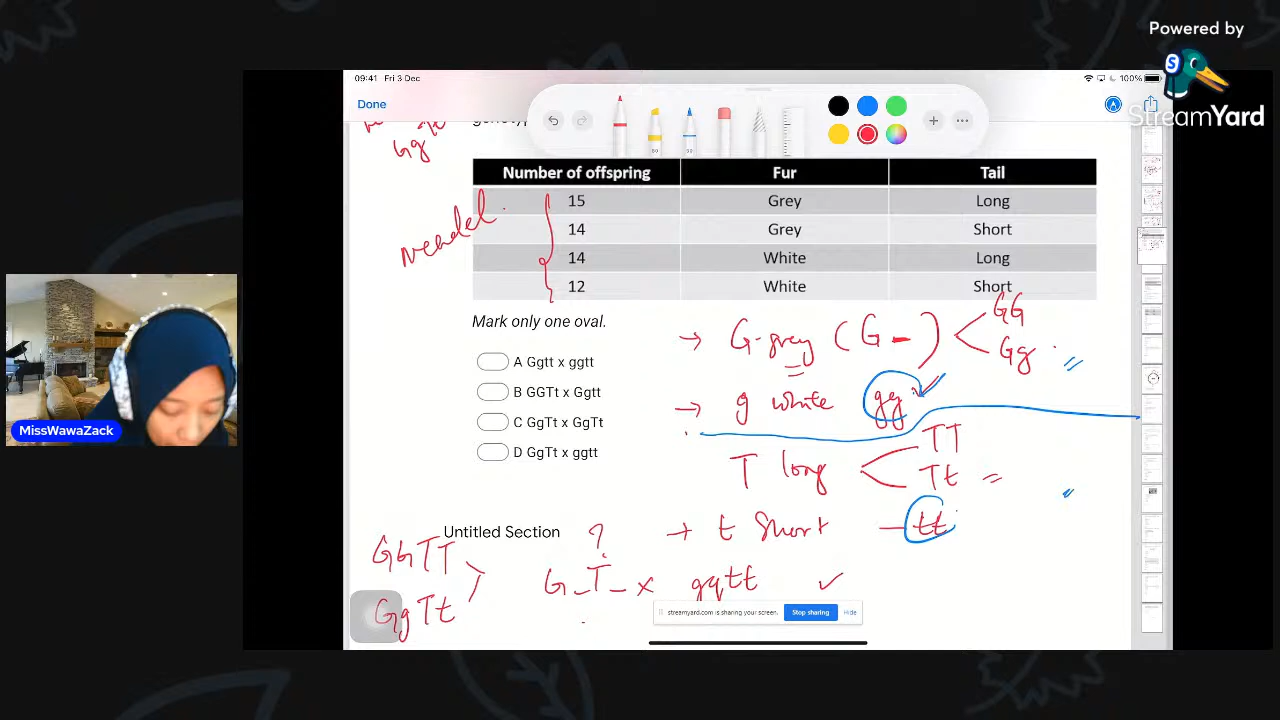 Powered by
StreamYard
09:41 Fri 3 Dec
100%
Done
Gg
Number of offspring Fur Tail
15 Grey Long
14 Grey Short
14 White Long
12 White Short
Mendel
Mark only one oval.
A Ggtt x ggtt
B GGTt x Ggtt
C GgTt x GgTt
D GgTt x ggtt
→ G-grey (G-) GG
Gg
→ g white gg
T long TT
Tt
→ t short - tt
MissWawaZack
Untitled Section
?
GGTT
GgTt
G_T_ x ggtt
streamyard.com is sharing your screen.
Stop sharing
Hide